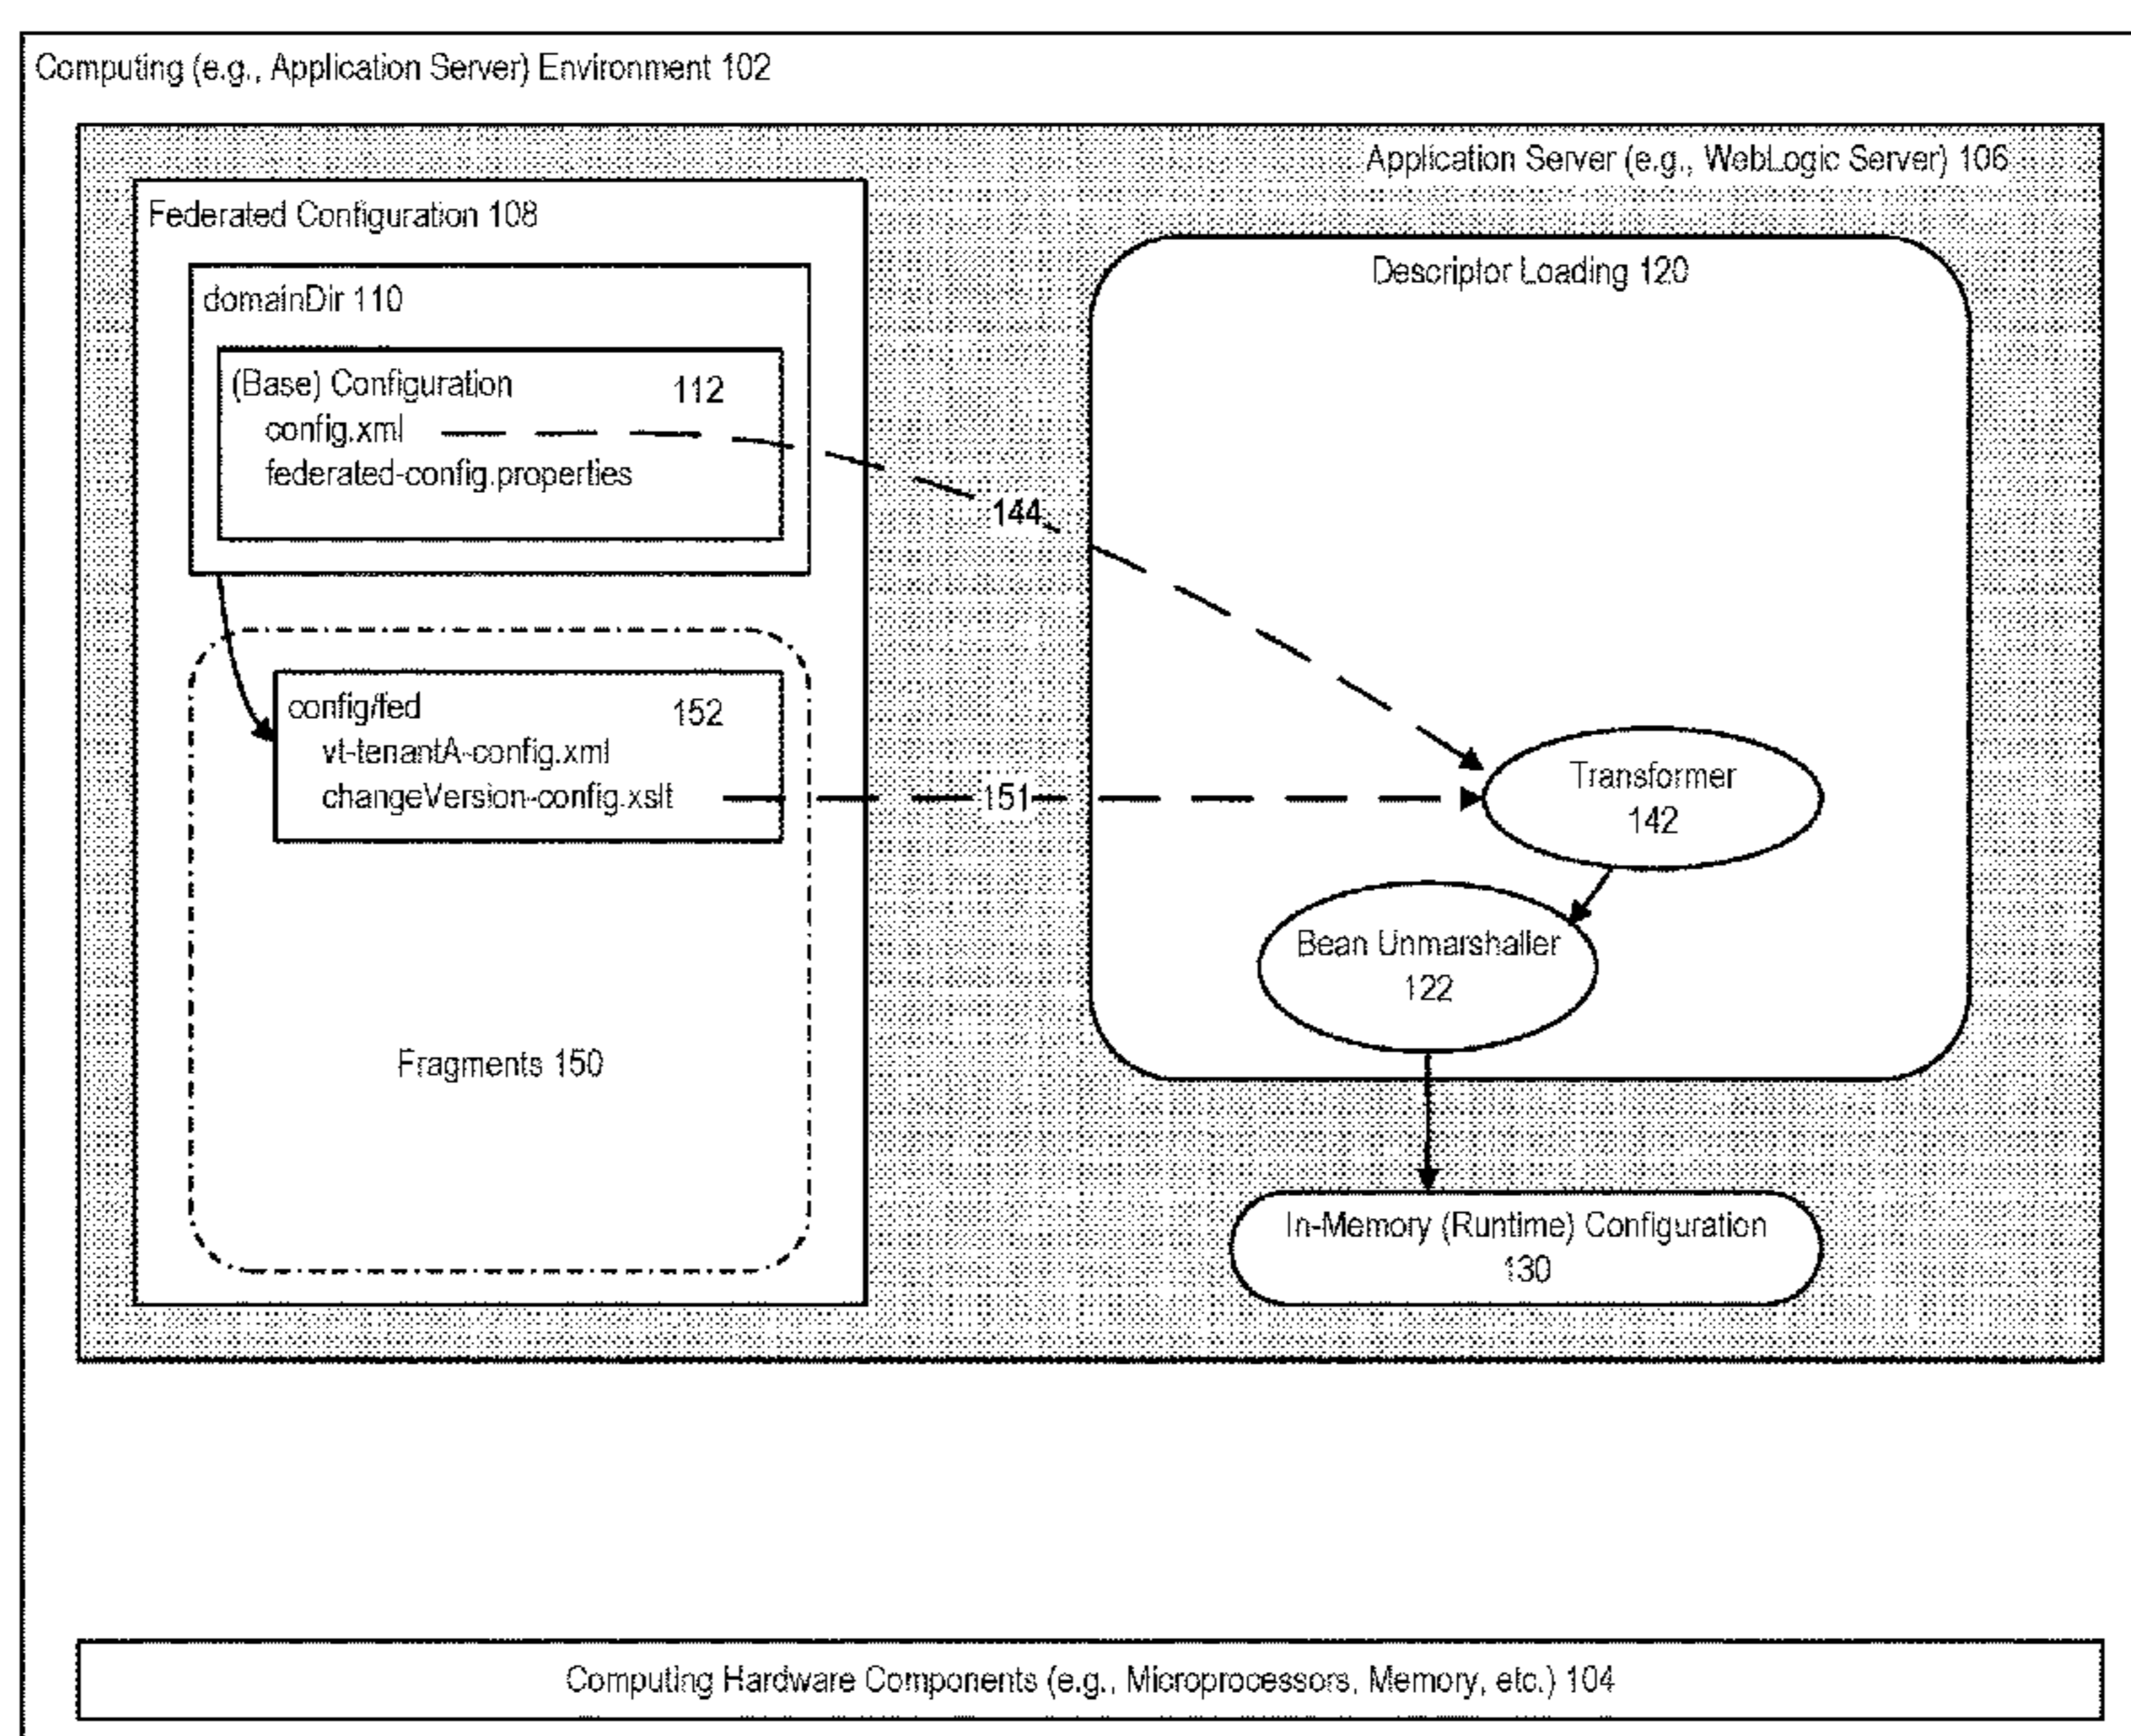 Computing (e.g., Application Server) Environment 102
Application Server (e.g., WebLogic Server) 106
Federated Configuration 108
domainDir 110
(Base) Configuration 112
config.xml
federated-config.properties
144
config/fed 152
vt-tenantA-config.xml
changeVersion-config.xslt
151
Fragments 150
Descriptor Loading 120
Transformer
142
Bean Unmarshaller
122
In-Memory (Runtime) Configuration
130
Computing Hardware Components (e.g., Microprocessors, Memory, etc.) 104